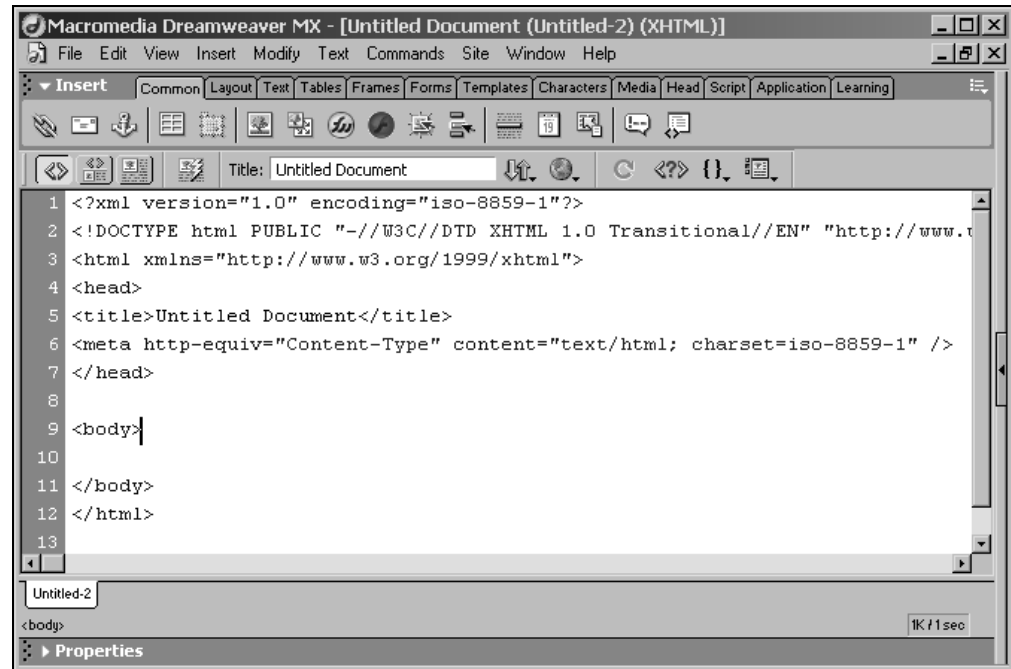 Macromedia Dreamweaver MX - [Untitled Document (Untitled-2) (XHTML)]
File Edit View Insert Modify Text Commands Site Window Help
Insert Common Layout Text Tables Frames Forms Templates Characters Media Head Script Application Learning
19
Title: Untitled Document <?> {}
1 <?xml version="1.0" encoding="iso-8859-1"?>
2 <!DOCTYPE html PUBLIC "-//W3C//DTD XHTML 1.0 Transitional//EN" "http://www.
3 <html xmlns="http://www.w3.org/1999/xhtml">
4 <head>
5 <title>Untitled Document</title>
6 <meta http-equiv="Content-Type" content="text/html; charset=iso-8859-1" />
7 </head>
8
9 <body>
10
11 </body>
12 </html>
13
Untitled-2
<body> 1K / 1 sec
Properties